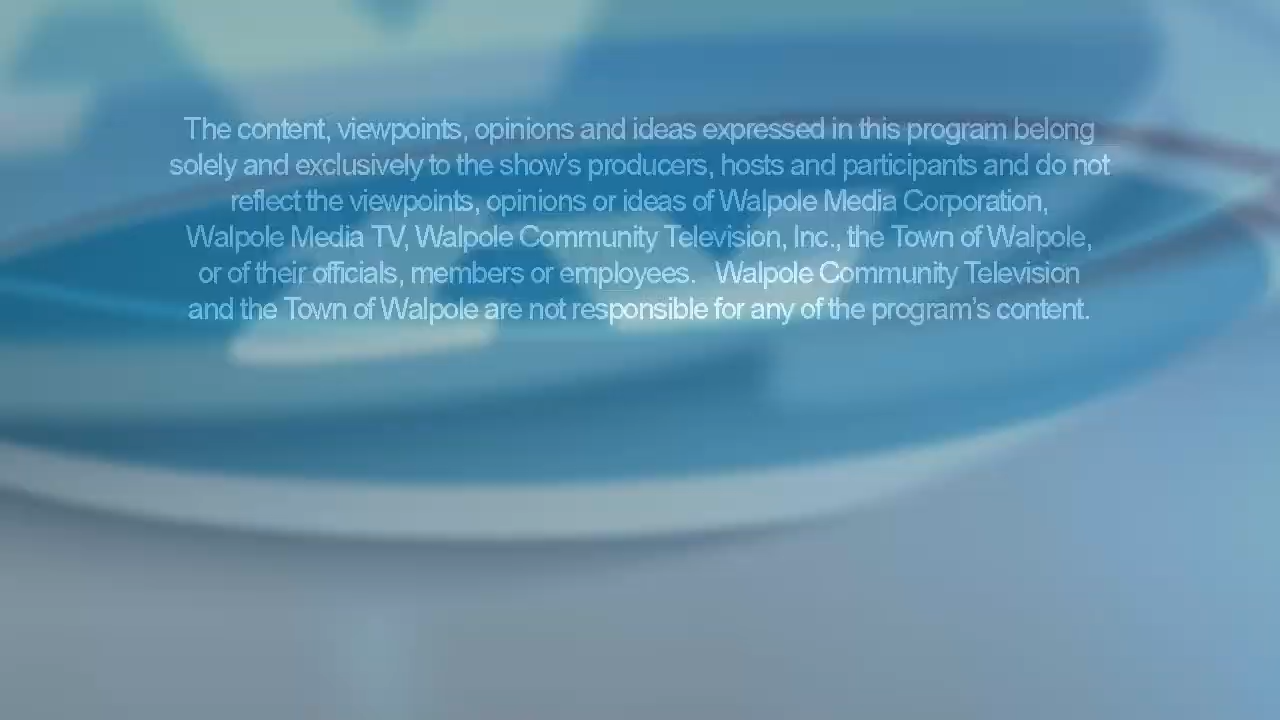 The content, viewpoints, opinions and ideas expressed in this program belong
solely and exclusively to the show's producers, hosts and participants and do not
reflect the viewpoints, opinions or ideas of Walpole Media Corporation,
Walpole Media TV, Walpole Community Television, Inc., the Town of Walpole,
or of their officials, members or employees.   Walpole Community Television
and the Town of Walpole are not responsible for any of the program's content.